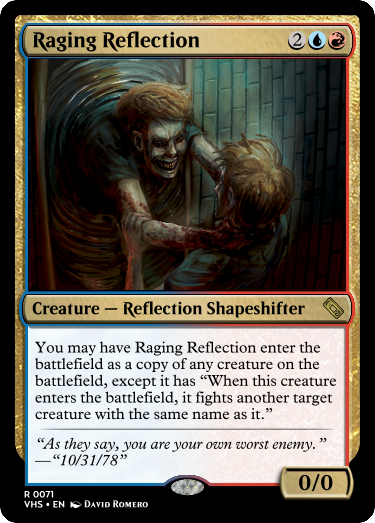 Raging Reflection 2
Creature — Reflection Shapeshifter
You may have Raging Reflection enter the
battlefield as a copy of any creature on the
battlefield, except it has “When this creature
enters the battlefield, it fights another target
creature with the same name as it.”
“As they say, you are your own worst enemy.”
—“10/31/78”
0/0
R 0071
VHS • EN David Romero